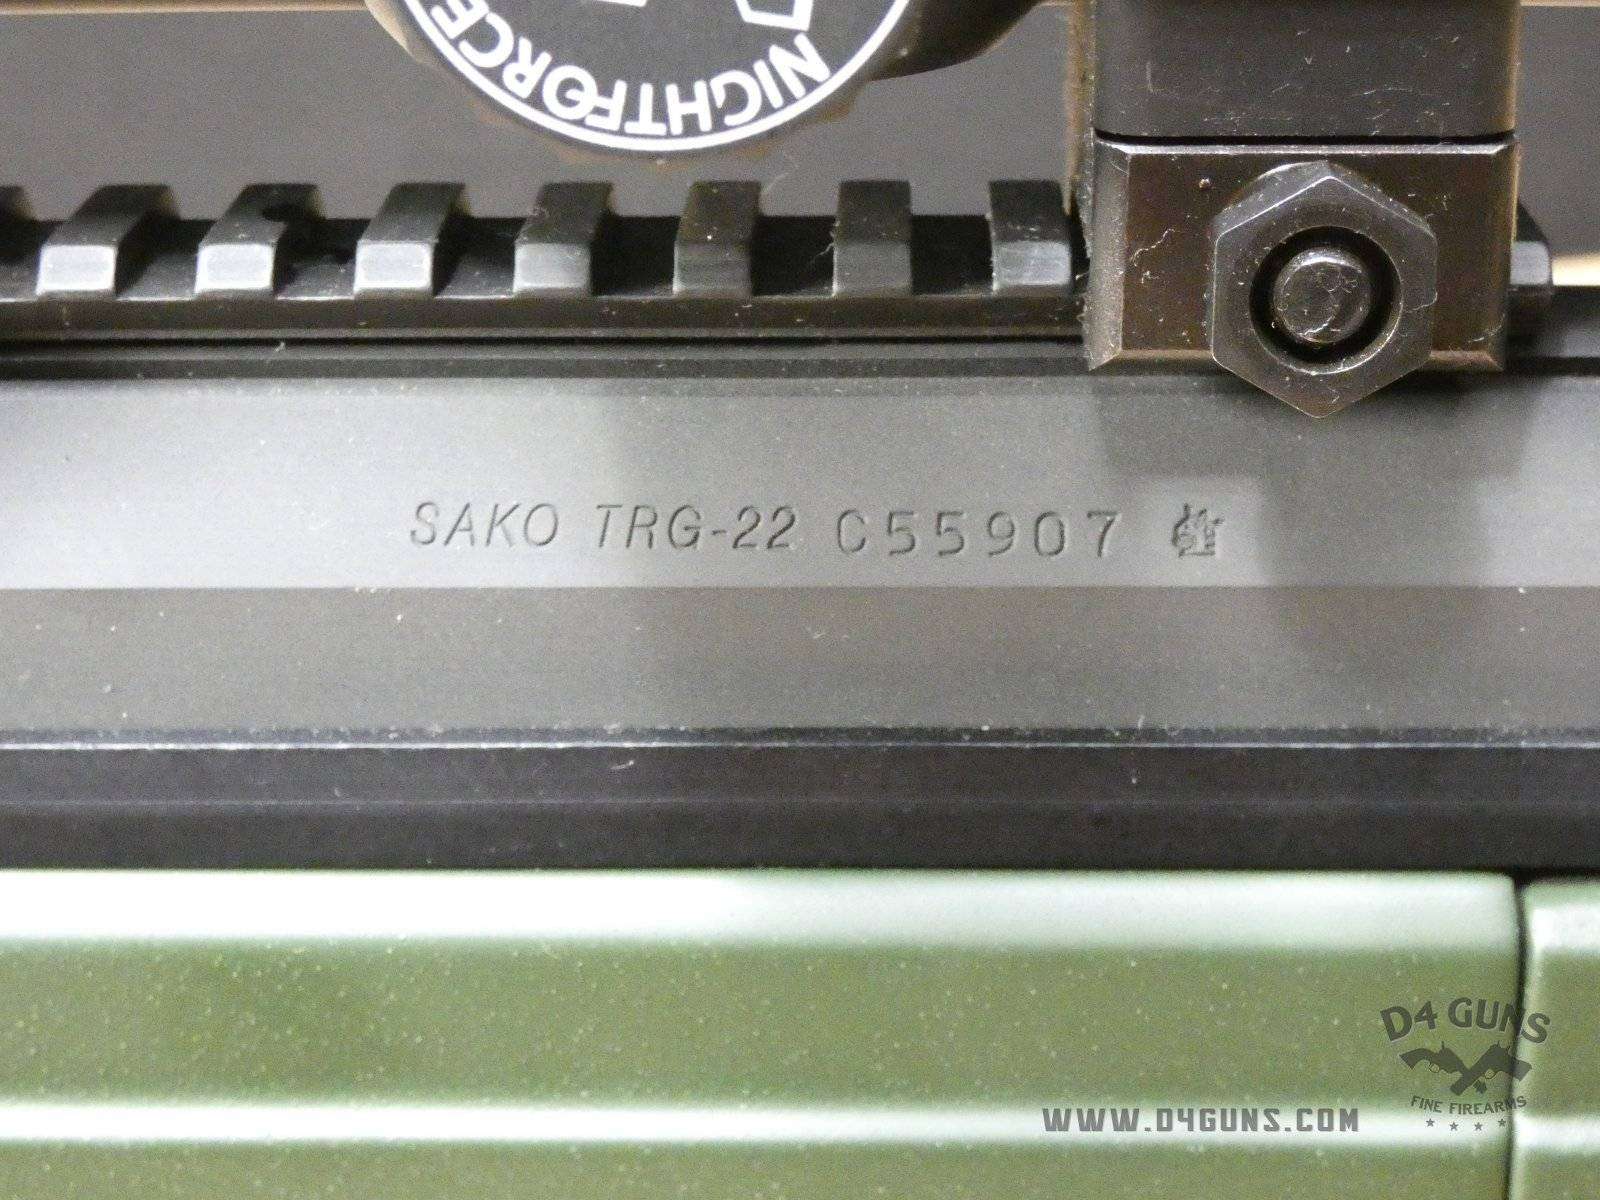 NIGHTFORCE
SAKO TRG-22 C55907
D4 GUNS
FINE FIREARMS
WWW.D4GUNS.COM